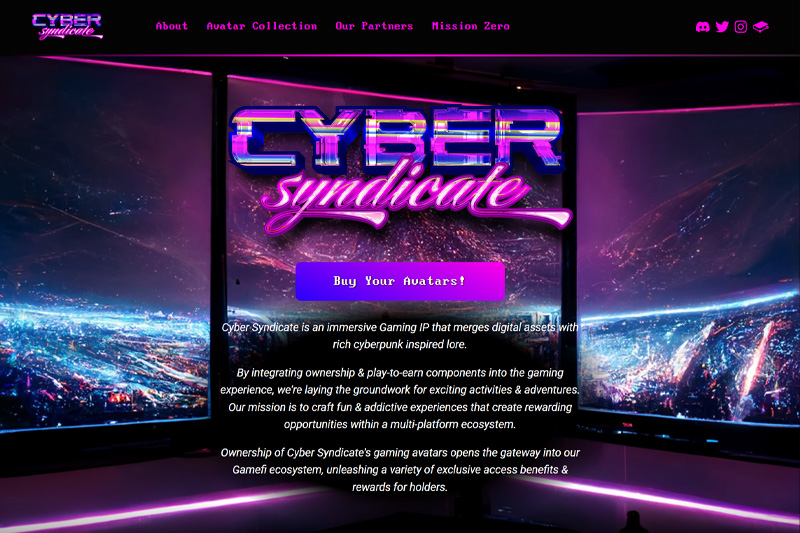 CYBER
syndicate
About Avatar Collection Our Partners Mission Zero
CYBER
syndicate
Buy Your Avatars!
Cyber Syndicate is an immersive Gaming IP that merges digital assets with
rich cyberpunk inspired lore.
By integrating ownership & play-to-earn components into the gaming
experience, we're laying the groundwork for exciting activities & adventures.
Our mission is to craft fun & addictive experiences that create rewarding
opportunities within a multi-platform ecosystem.
Ownership of Cyber Syndicate's gaming avatars opens the gateway into our
Gamefi ecosystem, unleashing a variety of exclusive access benefits &
rewards for holders.